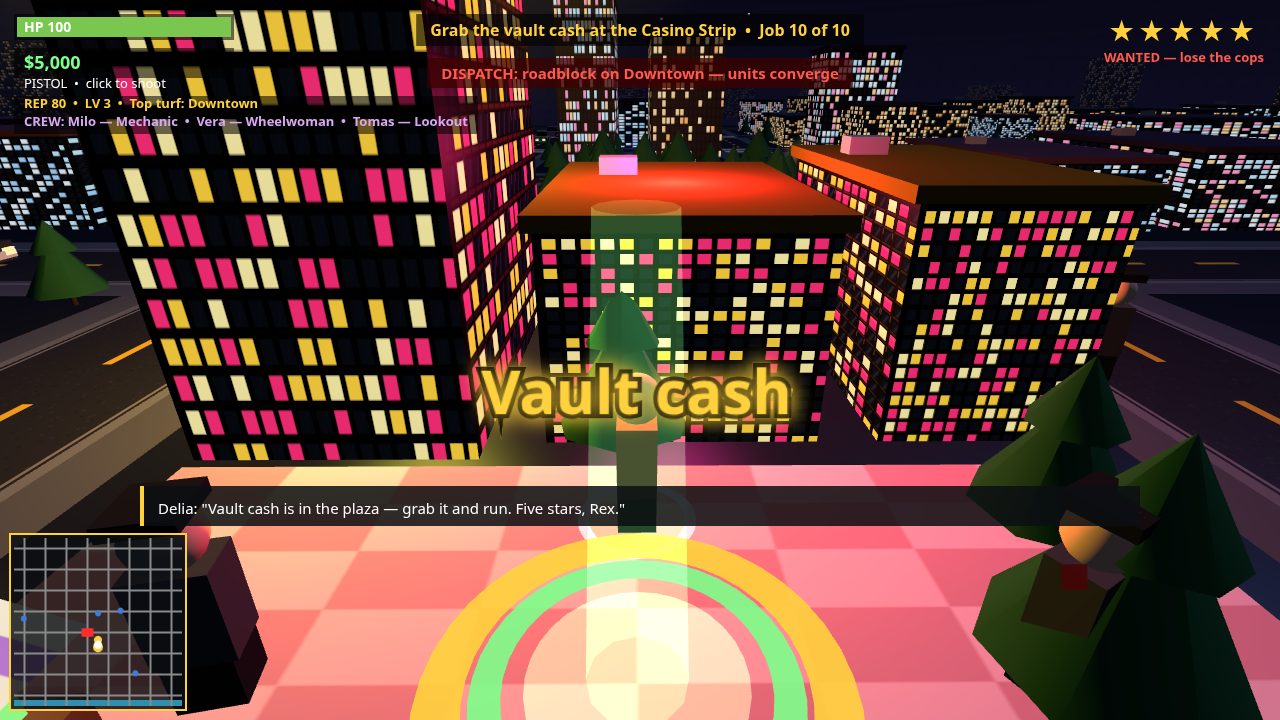 HP 100
$5,000
PISTOL • click to shoot
REP 80 • LV 3 • Top turf: Downtown
CREW: Milo — Mechanic • Vera — Wheelwoman • Tomas — Lookout
Grab the vault cash at the Casino Strip • Job 10 of 10
DISPATCH: roadblock on Downtown — units converge
★ ★ ★ ★ ★
WANTED — lose the cops
Vault cash
Delia: "Vault cash is in the plaza — grab it and run. Five stars, Rex."